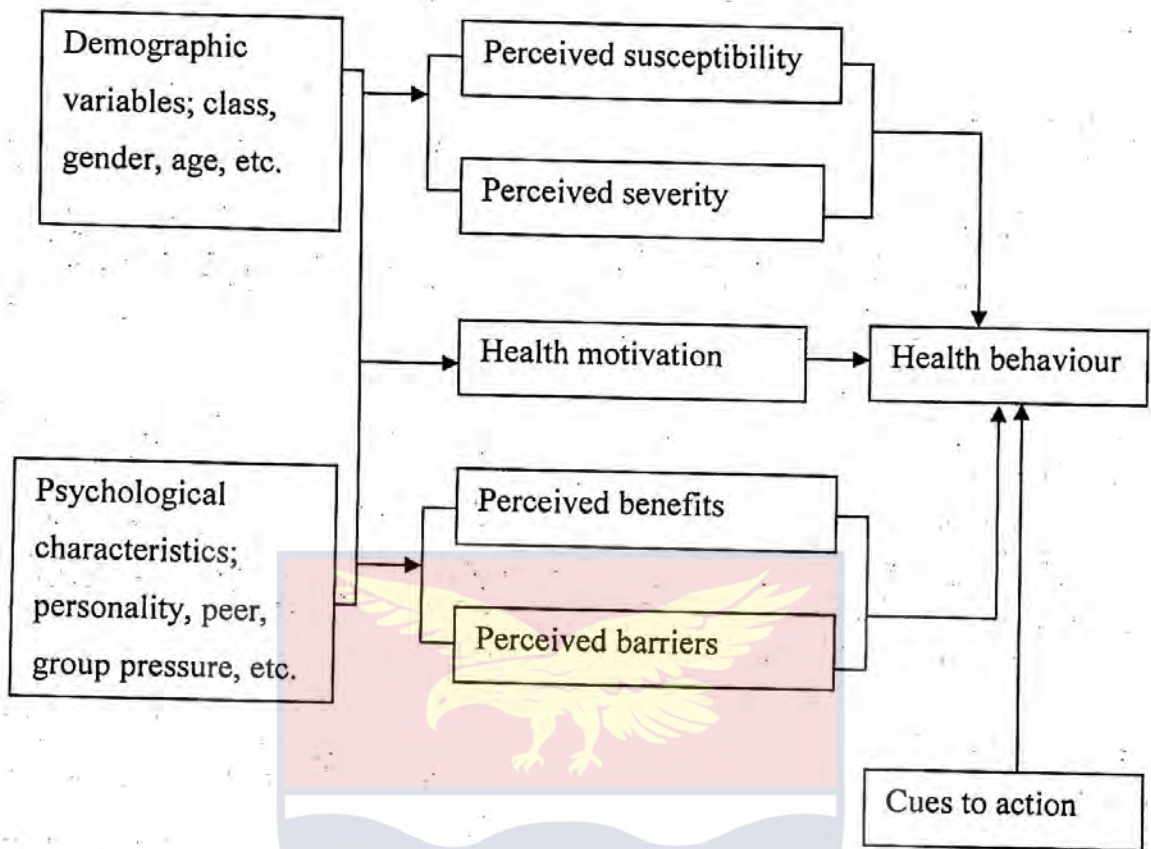 Demographic
variables; class,
gender, age, etc.
Perceived susceptibility
Perceived severity
Health motivation
Health behaviour
Psychological
characteristics;
personality, peer,
group pressure, etc.
Perceived benefits
Perceived barriers
Cues to action